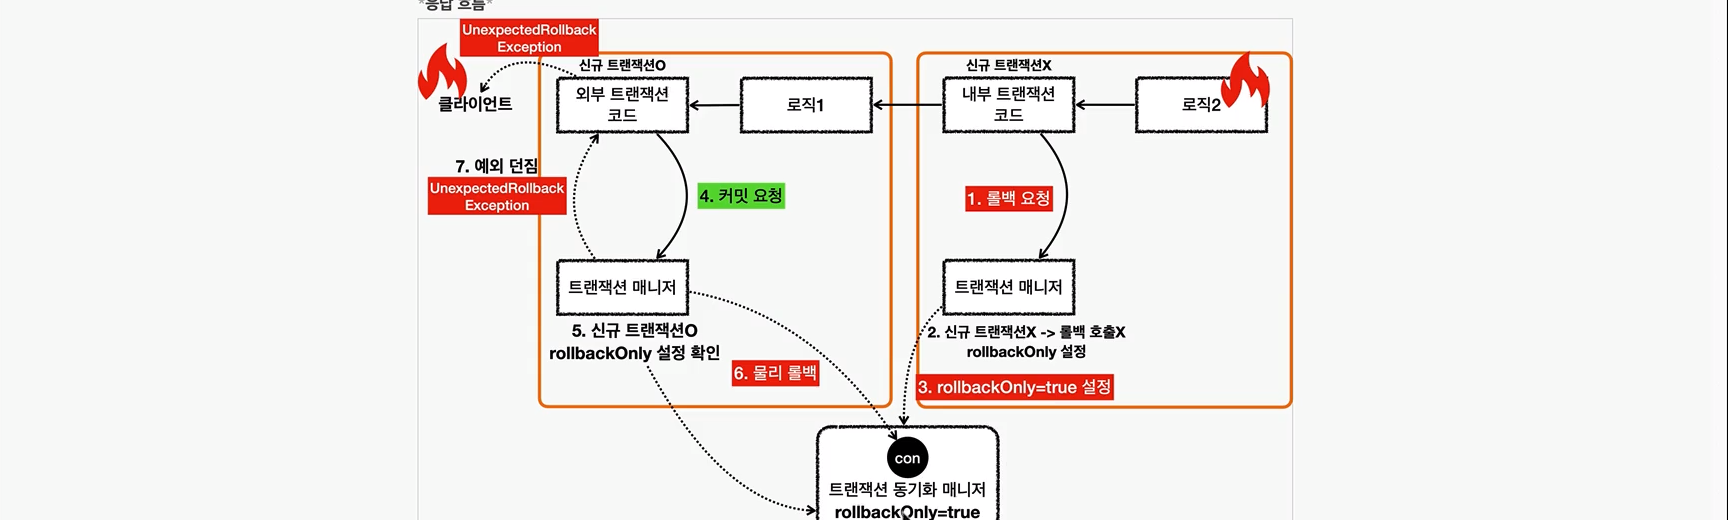 *응답 흐름*
UnexpectedRollback
Exception
클라이언트
신규 트랜잭션O
외부 트랜잭션
코드
로직1
신규 트랜잭션X
내부 트랜잭션
코드
로직2
7. 예외 던짐
UnexpectedRollback
Exception
4. 커밋 요청
1. 롤백 요청
트랜잭션 매니저
5. 신규 트랜잭션O
rollbackOnly 설정 확인
6. 물리 롤백
트랜잭션 매니저
2. 신규 트랜잭션X -> 롤백 호출X
rollbackOnly 설정
3. rollbackOnly=true 설정
con
트랜잭션 동기화 매니저
rollbackOnly=true